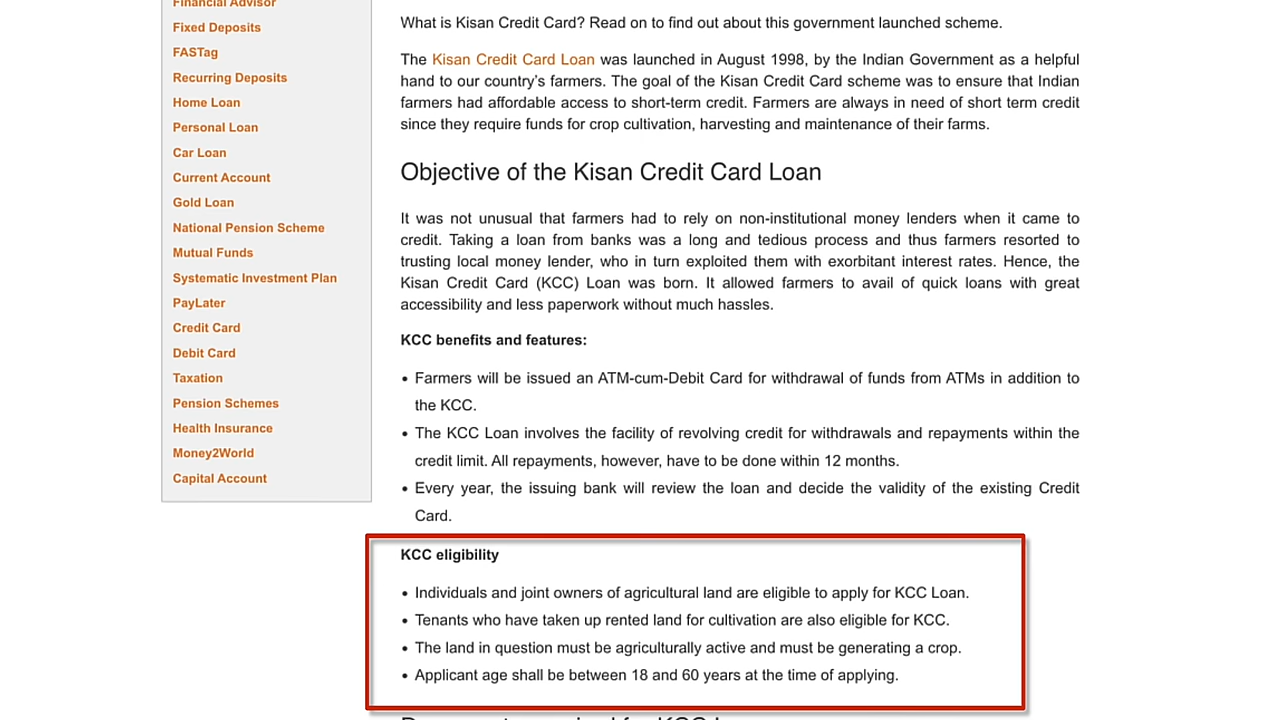 Financial Advisor
Fixed Deposits
FASTag
Recurring Deposits
Home Loan
Personal Loan
Car Loan
Current Account
Gold Loan
National Pension Scheme
Mutual Funds
Systematic Investment Plan
PayLater
Credit Card
Debit Card
Taxation
Pension Schemes
Health Insurance
Money2World
Capital Account
What is Kisan Credit Card? Read on to find out about this government launched scheme.
The Kisan Credit Card Loan was launched in August 1998, by the Indian Government as a helpful
hand to our country's farmers. The goal of the Kisan Credit Card scheme was to ensure that Indian
farmers had affordable access to short-term credit. Farmers are always in need of short term credit
since they require funds for crop cultivation, harvesting and maintenance of their farms.
Objective of the Kisan Credit Card Loan
It was not unusual that farmers had to rely on non-institutional money lenders when it came to
credit. Taking a loan from banks was a long and tedious process and thus farmers resorted to
trusting local money lender, who in turn exploited them with exorbitant interest rates. Hence, the
Kisan Credit Card (KCC) Loan was born. It allowed farmers to avail of quick loans with great
accessibility and less paperwork without much hassles.
KCC benefits and features:
• Farmers will be issued an ATM-cum-Debit Card for withdrawal of funds from ATMs in addition to
the KCC.
• The KCC Loan involves the facility of revolving credit for withdrawals and repayments within the
credit limit. All repayments, however, have to be done within 12 months.
• Every year, the issuing bank will review the loan and decide the validity of the existing Credit
Card.
KCC eligibility
• Individuals and joint owners of agricultural land are eligible to apply for KCC Loan.
• Tenants who have taken up rented land for cultivation are also eligible for KCC.
• The land in question must be agriculturally active and must be generating a crop.
• Applicant age shall be between 18 and 60 years at the time of applying.